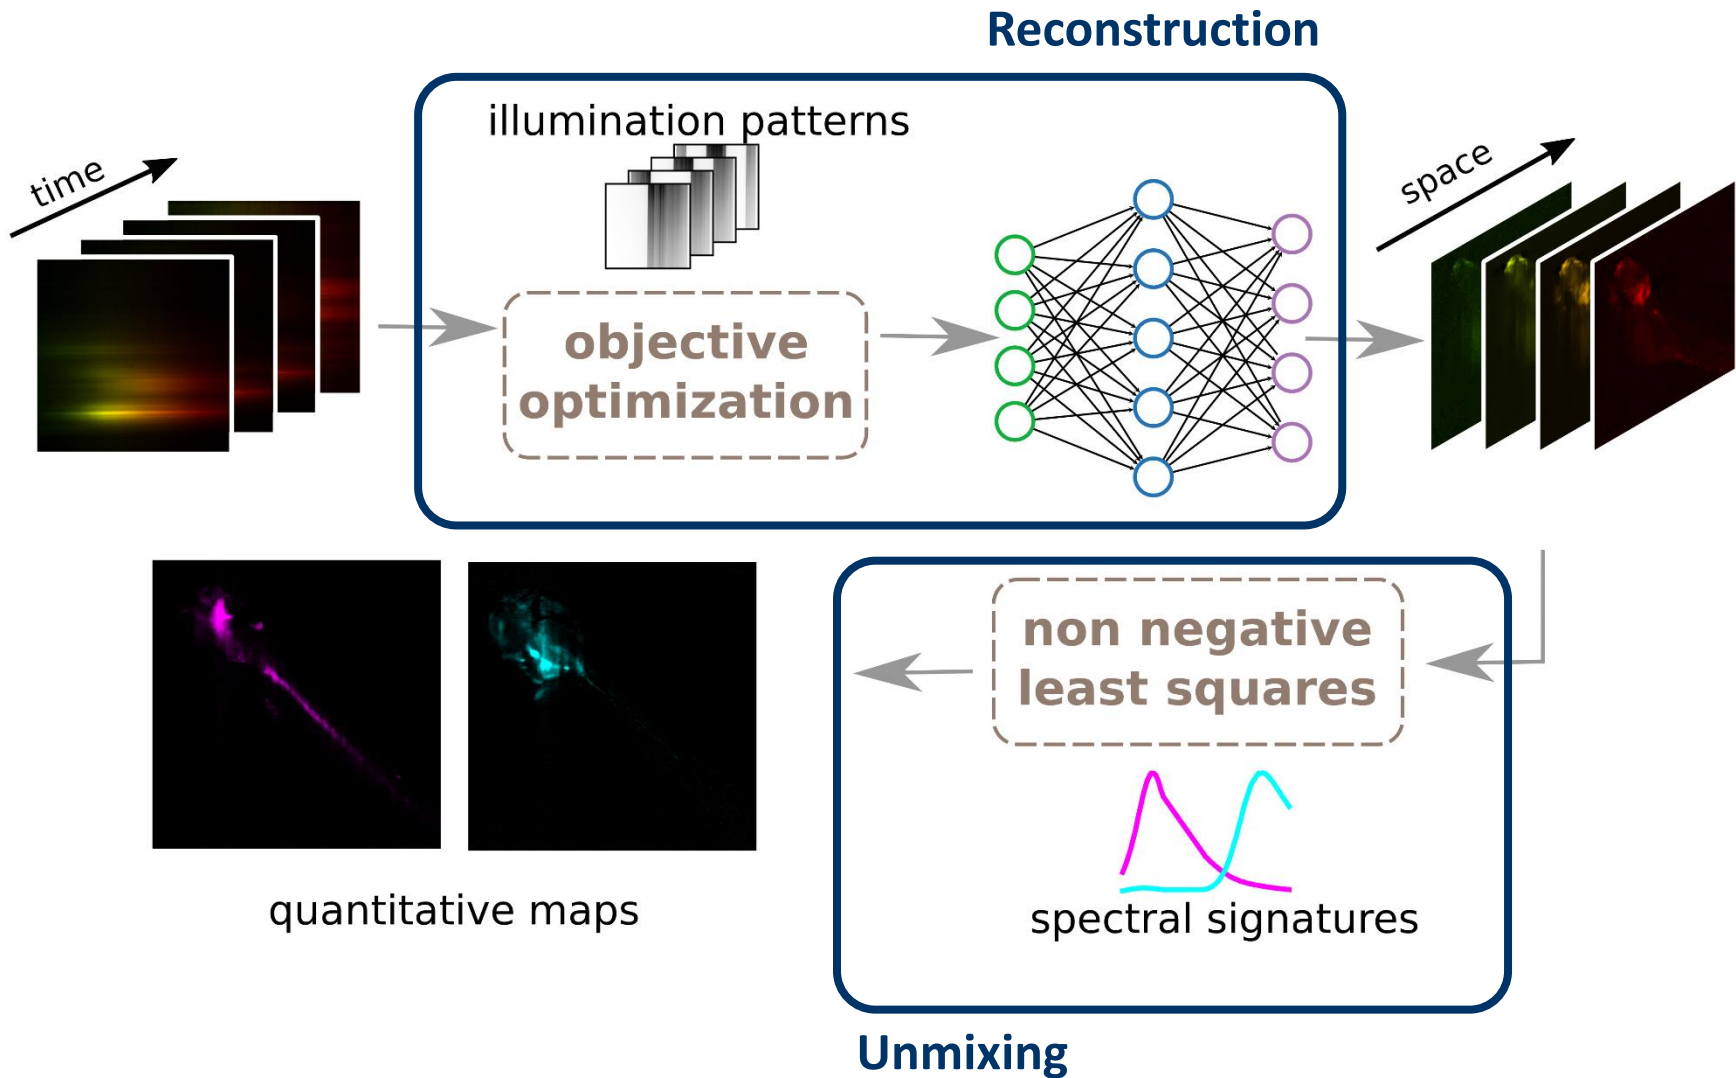 Reconstruction
illumination patterns
time
space
objective
optimization
non negative
least squares
quantitative maps
spectral signatures
Unmixing